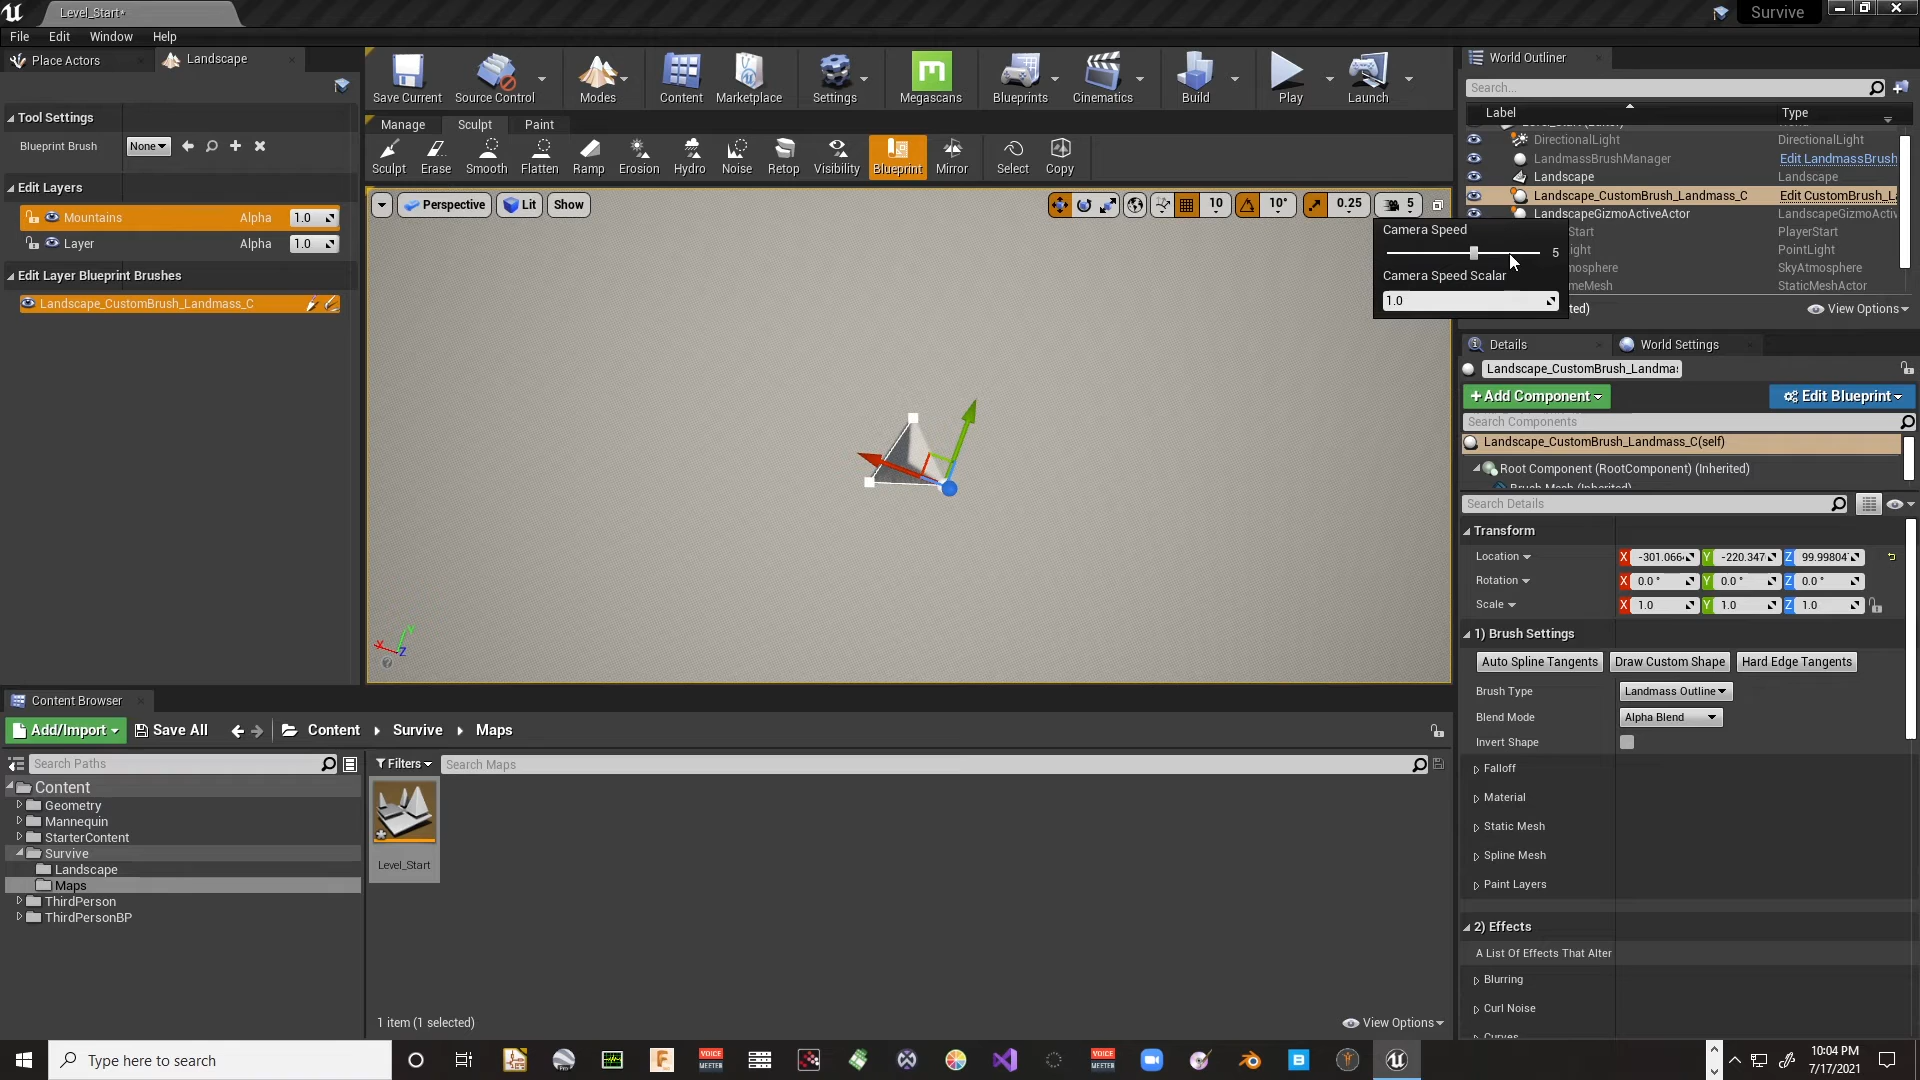 Level_Start•
Survive
File Edit Window Help
Place Actors
Landscape
Save Current
Source Control
Modes
Content
Marketplace
Settings
Megascans
Blueprints
Cinematics
Build
Play
Launch
World Outliner
Search...
Label
Type
DirectionalLight DirectionalLight
LandmassBrushManager Edit LandmassBrush
Landscape Landscape
Landscape_CustomBrush_Landmass_C Edit CustomBrush_L
LandscapeGizmoActiveActor LandscapeGizmoActiv
Start PlayerStart
ight PointLight
mosphere SkyAtmosphere
meMesh StaticMeshActor
ted) View Options
Tool Settings
Blueprint Brush None
Edit Layers
Mountains Alpha 1.0
Layer Alpha 1.0
Edit Layer Blueprint Brushes
Landscape_CustomBrush_Landmass_C
Manage Sculpt Paint
Sculpt Erase Smooth Flatten Ramp Erosion Hydro Noise Retop Visibility Blueprint Mirror Select Copy
Perspective Lit Show
10 10° 0.25 5
Camera Speed
5
Camera Speed Scalar
1.0
X Y Z
Details
World Settings
Landscape_CustomBrush_Landma
+Add Component
Edit Blueprint
Search Components
Landscape_CustomBrush_Landmass_C(self)
Root Component (RootComponent) (Inherited)
Brush Mesh (Inherited)
Search Details
Transform
Location X -301.066 Y -220.347 Z 99.99804
Rotation X 0.0 ° Y 0.0 ° Z 0.0 °
Scale X 1.0 Y 1.0 Z 1.0
1) Brush Settings
Auto Spline Tangents Draw Custom Shape Hard Edge Tangents
Brush Type Landmass Outline
Blend Mode Alpha Blend
Invert Shape
Falloff
Material
Static Mesh
Spline Mesh
Paint Layers
2) Effects
A List Of Effects That Alter
Blurring
Curl Noise
Curves
Content Browser
Add/Import Save All Content Survive Maps
Search Paths
Filters Search Maps
Content
Geometry
Mannequin
StarterContent
Survive
Landscape
Maps
ThirdPerson
ThirdPersonBP
Level_Start
1 item (1 selected)
View Options
Type here to search
VOICE
MEETER
VOICE
MEETER
10:04 PM
7/17/2021